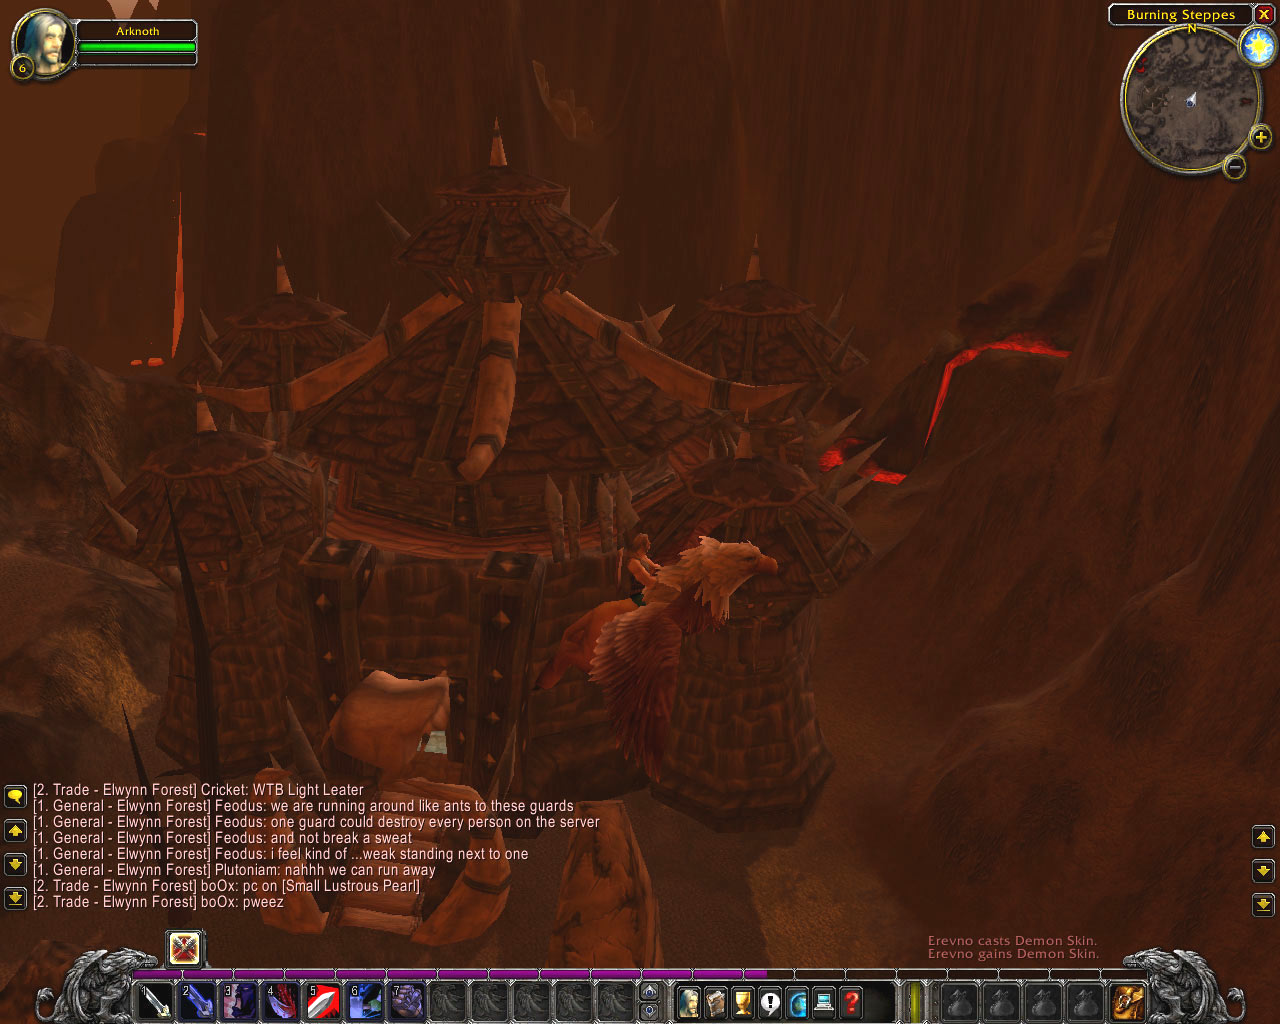 Arknoth
6
Burning Steppes
N
[2. Trade - Elwynn Forest] Cricket: WTB Light Leater
[1. General - Elwynn Forest] Feodus: we are running around like ants to these guards
[1. General - Elwynn Forest] Feodus: one guard could destroy every person on the server
[1. General - Elwynn Forest] Feodus: and not break a sweat
[1. General - Elwynn Forest] Feodus: i feel kind of ...weak standing next to one
[1. General - Elwynn Forest] Plutoniam: nahhh we can run away
[2. Trade - Elwynn Forest] boOx: pc on [Small Lustrous Pearl]
[2. Trade - Elwynn Forest] boOx: pweez
Erevno casts Demon Skin.
Erevno gains Demon Skin.
1 2 3 4 5 6 7